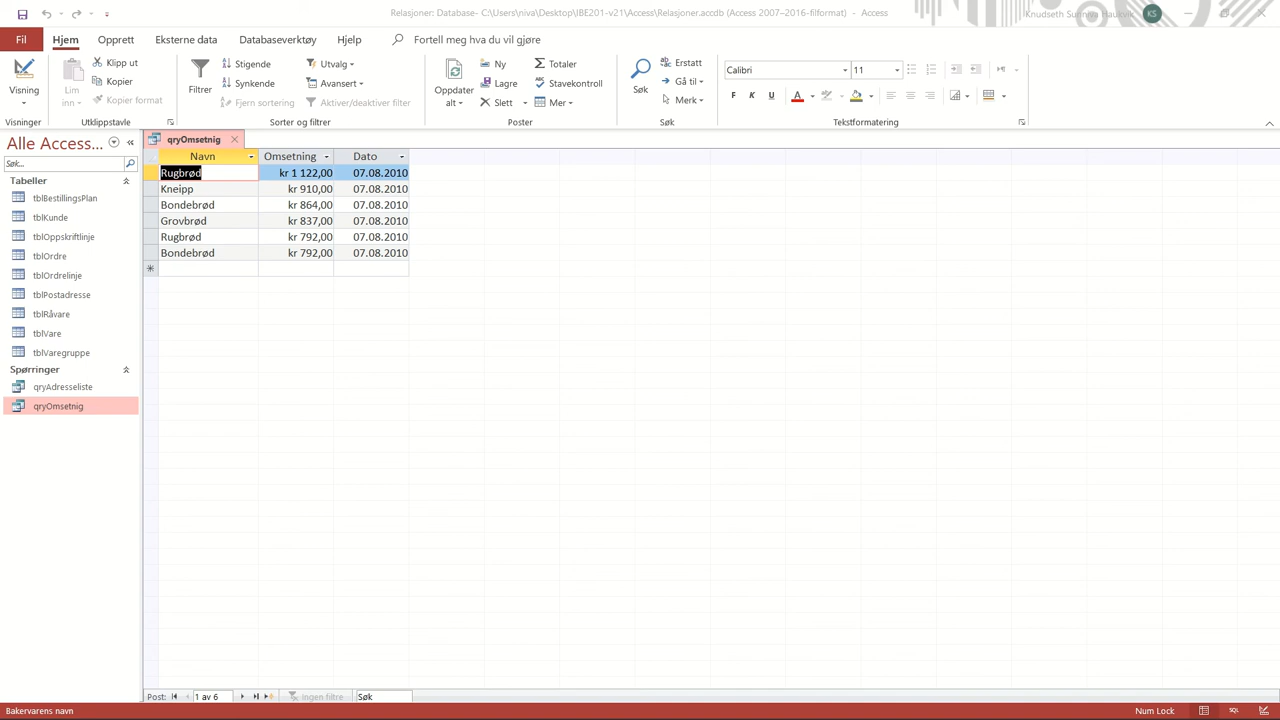 Relasjoner: Database- C:\Users\niva\Desktop\IBE201-v21\Access\Relasjoner.accdb (Access 2007–2016-filformat) - Access
Knudseth Sunniva Haukvik KS
Fil Hjem Opprett Eksterne data Databaseverktøy Hjelp Fortell meg hva du vil gjøre
Visning
Visninger
Lim inn
Klipp ut
Kopier
Kopier format
Utklippstavle
Filtrer
Stigende
Synkende
Fjern sortering
Utvalg
Avansert
Aktiver/deaktiver filter
Sorter og filtrer
Oppdater alt
Ny
Lagre
Slett
Totaler
Stavekontroll
Mer
Poster
Søk
Erstatt
Gå til
Merk
Søk
Calibri 11
F K U A
Tekstformatering
Alle Access...
Søk...
Tabeller
tblBestillingsPlan
tblKunde
tblOppskriftlinje
tblOrdre
tblOrdrelinje
tblPostadresse
tblRåvare
tblVare
tblVaregruppe
Spørringer
qryAdresseliste
qryOmsetnig
qryOmsetnig
Navn Omsetning Dato
Rugbrød kr 1 122,00 07.08.2010
Kneipp kr 910,00 07.08.2010
Bondebrød kr 864,00 07.08.2010
Grovbrød kr 837,00 07.08.2010
Rugbrød kr 792,00 07.08.2010
Bondebrød kr 792,00 07.08.2010
Post: 1 av 6 Ingen filtre Søk
Bakervarens navn Num Lock SQL